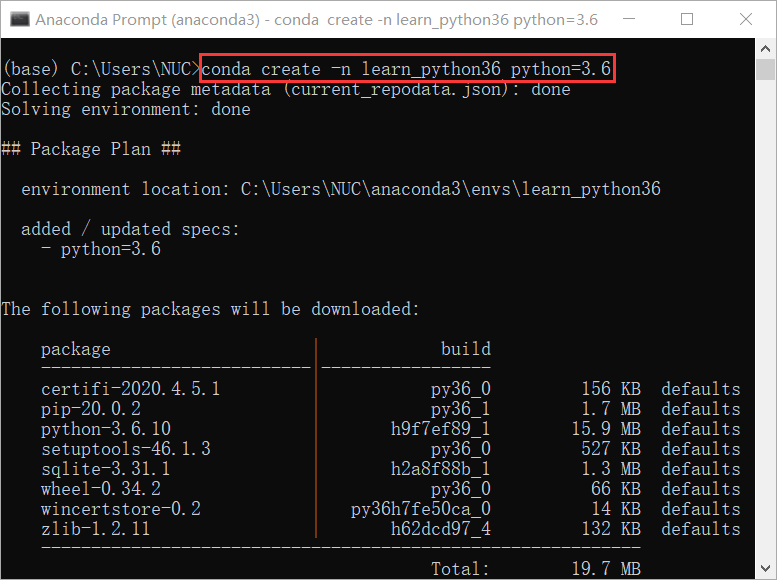 Anaconda Prompt (anaconda3) - conda  create -n learn_python36 python=3.6
(base) C:\Users\NUC>conda create -n learn_python36 python=3.6
Collecting package metadata (current_repodata.json): done
Solving environment: done
## Package Plan ##
environment location: C:\Users\NUC\anaconda3\envs\learn_python36
added / updated specs:
- python=3.6
The following packages will be downloaded:
package | build
---------------------------|-----------------
certifi-2020.4.5.1 | py36_0 156 KB defaults
pip-20.0.2 | py36_1 1.7 MB defaults
python-3.6.10 | h9f7ef89_1 15.9 MB defaults
setuptools-46.1.3 | py36_0 527 KB defaults
sqlite-3.31.1 | h2a8f88b_1 1.3 MB defaults
wheel-0.34.2 | py36_0 66 KB defaults
wincertstore-0.2 | py36h7fe50ca_0 14 KB defaults
zlib-1.2.11 | h62dcd97_4 132 KB defaults
------------------------------------------------------------
Total: 19.7 MB